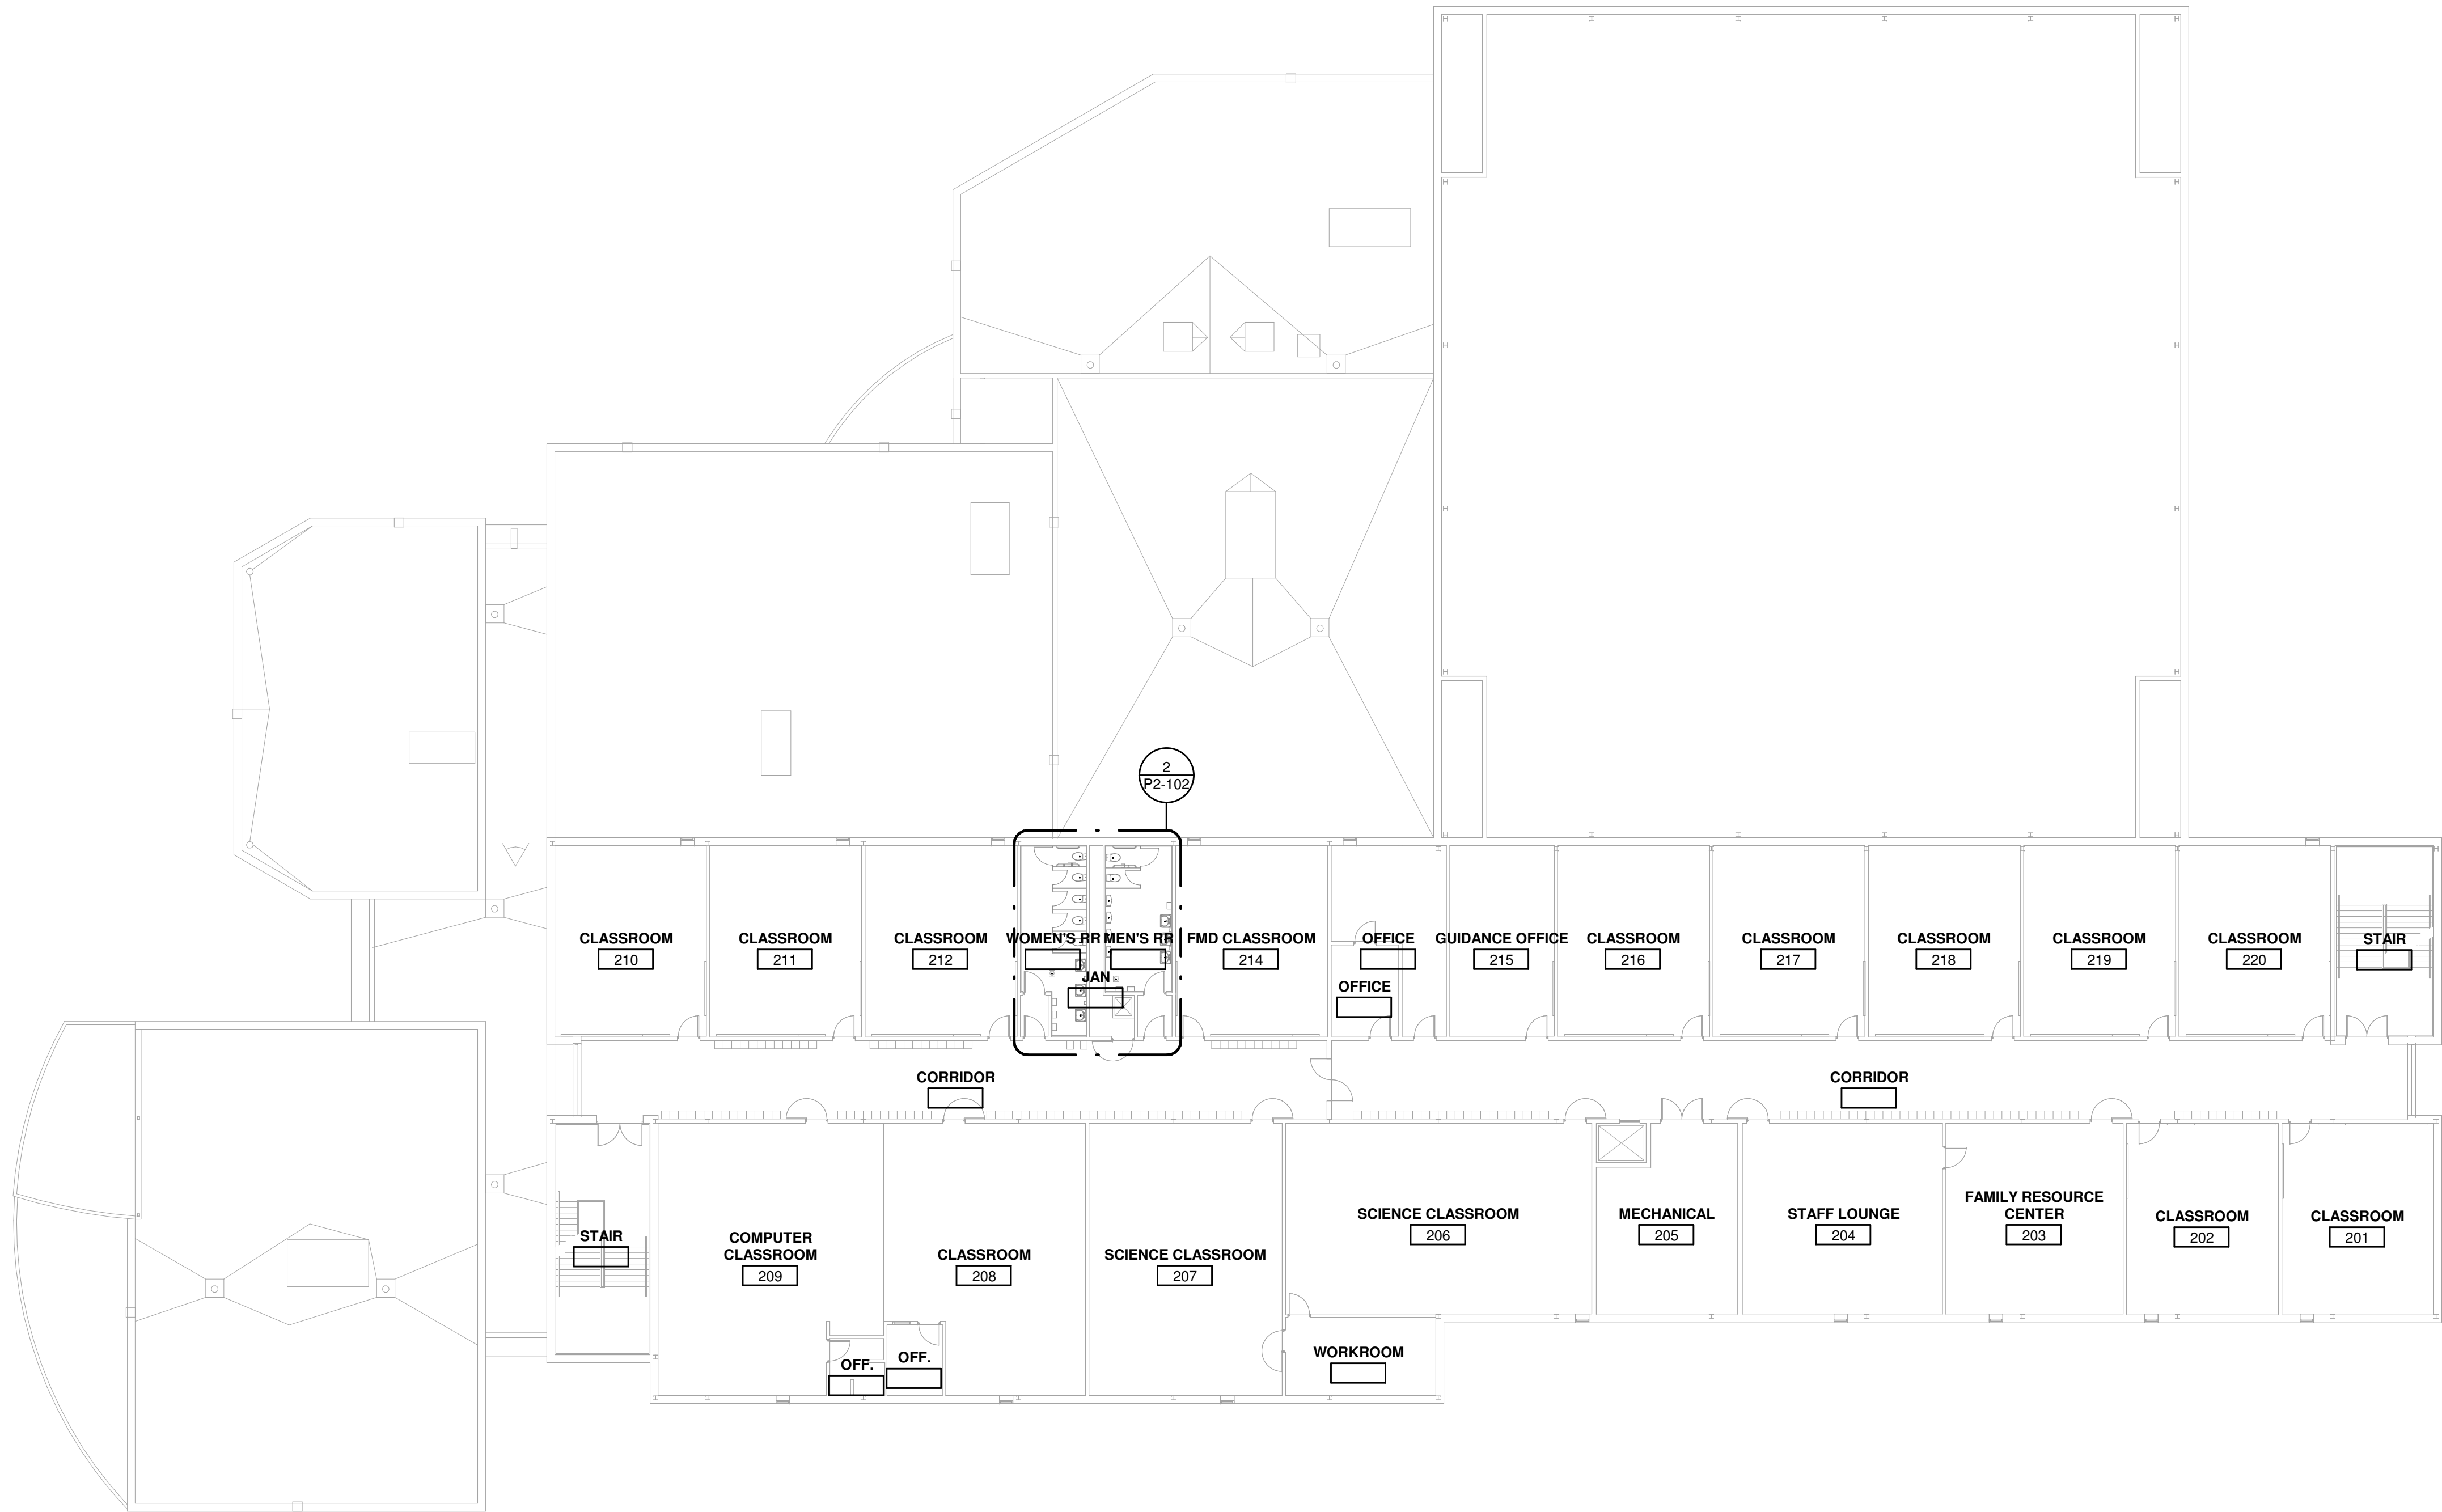 2
P2-102
CLASSROOM
210
CLASSROOM
211
CLASSROOM
212
WOMEN'S RR
MEN'S RR
JAN
FMD CLASSROOM
214
OFFICE
OFFICE
GUIDANCE OFFICE
215
CLASSROOM
216
CLASSROOM
217
CLASSROOM
218
CLASSROOM
219
CLASSROOM
220
STAIR
CORRIDOR
CORRIDOR
STAIR
COMPUTER
CLASSROOM
209
CLASSROOM
208
SCIENCE CLASSROOM
207
SCIENCE CLASSROOM
206
MECHANICAL
205
STAFF LOUNGE
204
FAMILY RESOURCE
CENTER
203
CLASSROOM
202
CLASSROOM
201
OFF.
OFF.
WORKROOM